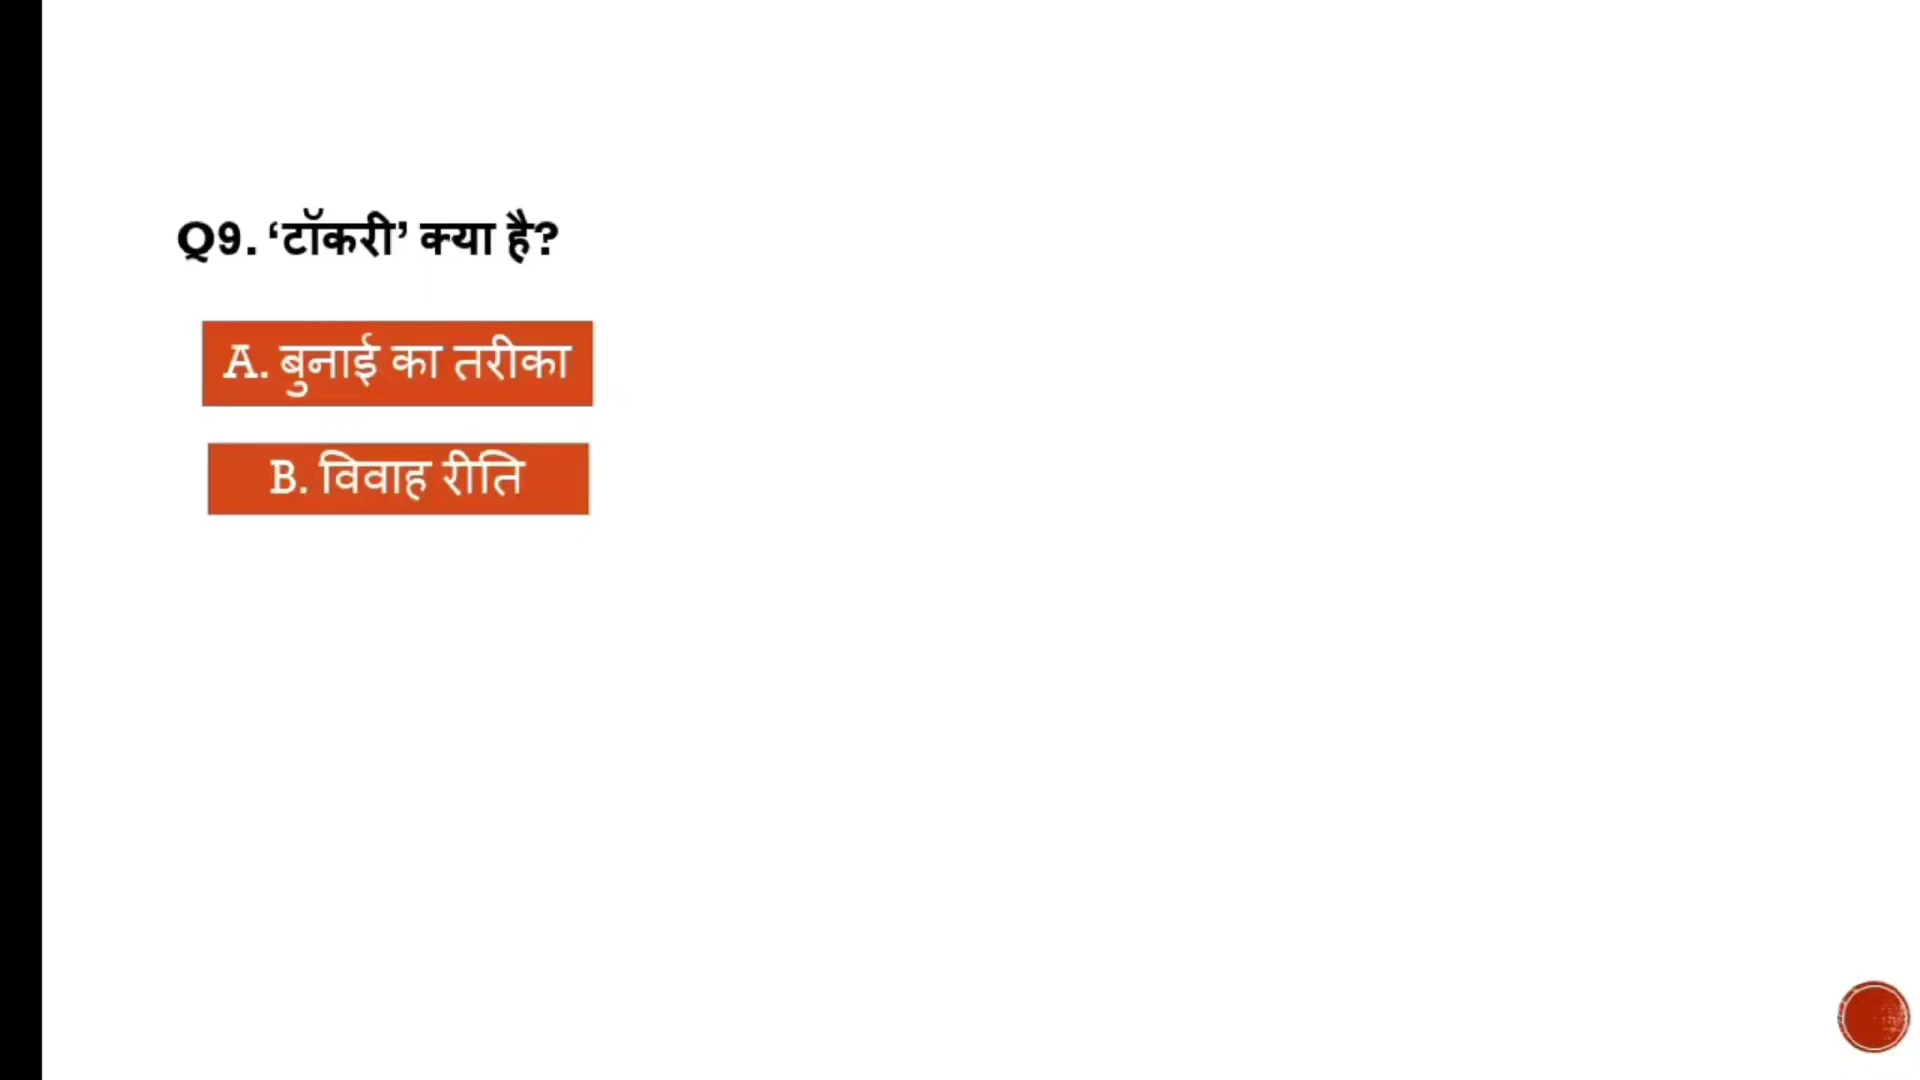 Q9. ‘टॉकरी’ क्या है?
A. बुनाई का तरीका
B. विवाह रीति